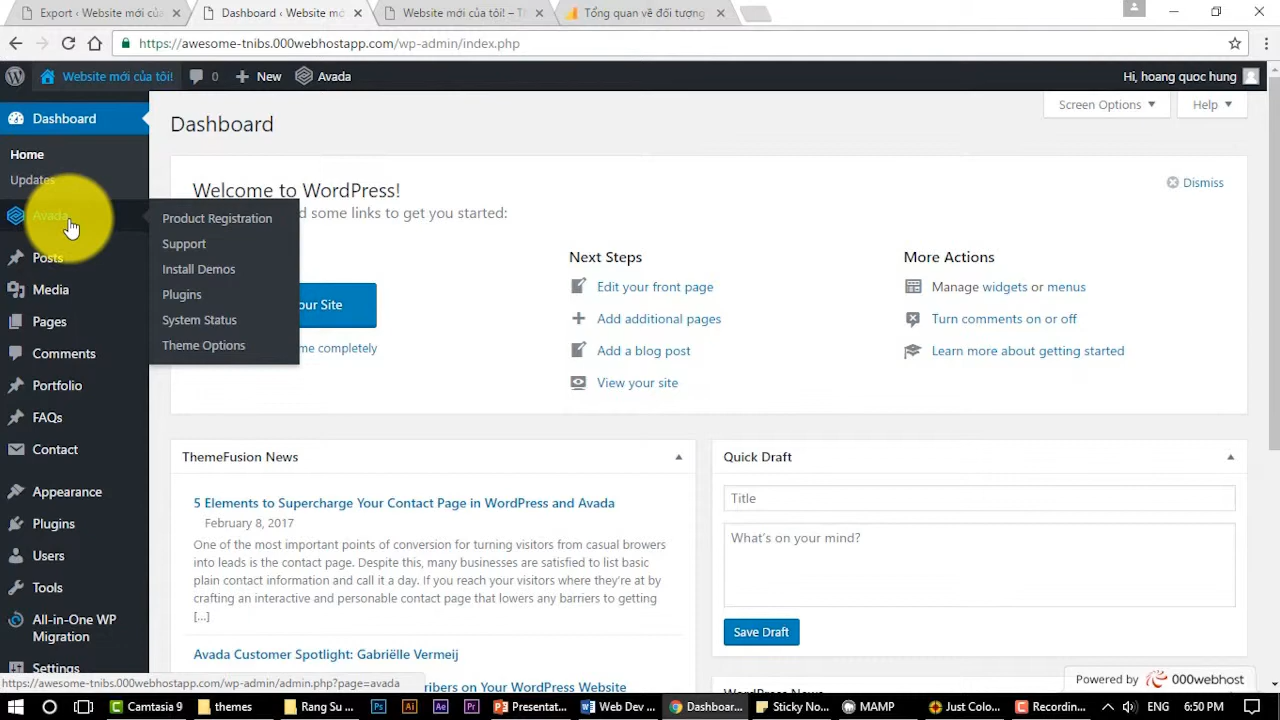 Export ‹ Website mới của t
Dashboard ‹ Website mớ
Website mới của tôi! – Th
Tổng quan về đối tượng
https://awesome-tnibs.000webhostapp.com/wp-admin/index.php
Website mới của tôi! 0 New Avada
Hi, hoang quoc hung
Dashboard
Home
Updates
Avada
Posts
Media
Pages
Comments
Portfolio
FAQs
Contact
Appearance
Plugins
Users
Tools
All-in-One WP
Migration
Settings
Product Registration
Support
Install Demos
Plugins
System Status
Theme Options
Screen Options
Help
Dashboard
Welcome to WordPress!
d some links to get you started:
Dismiss
our Site
me completely
Next Steps
Edit your front page
Add additional pages
Add a blog post
View your site
More Actions
Manage widgets or menus
Turn comments on or off
Learn more about getting started
ThemeFusion News
5 Elements to Supercharge Your Contact Page in WordPress and Avada
February 8, 2017
One of the most important points of conversion for turning visitors from casual browers
into leads is the contact page. Despite this, many businesses are satisfied to list basic
plain contact information and call it a day. If you reach your visitors where they're at by
crafting an interactive and personable contact page that lowers any barriers to getting
[…]
Avada Customer Spotlight: Gabriëlle Vermeij
cribers on Your WordPress Website
Quick Draft
Title
What's on your mind?
Save Draft
Powered by 000webhost
https://awesome-tnibs.000webhostapp.com/wp-admin/admin.php?page=avada
Camtasia 9
themes
Rang Su ...
Ps
Ai
Ae
Pr
Presentat...
Web Dev ...
Dashboar...
Sticky No...
MAMP
Just Colo...
Recordin...
ENG
6:50 PM